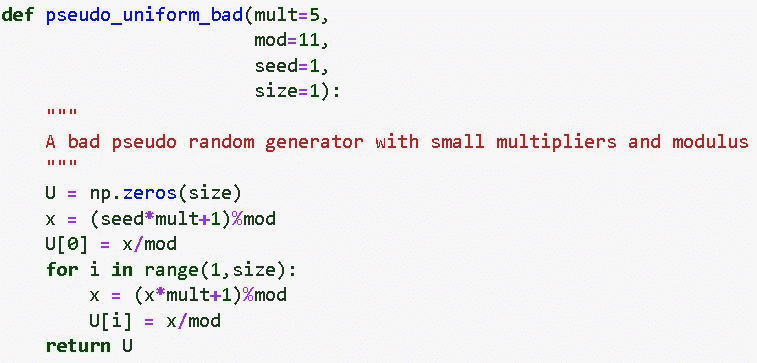 def pseudo_uniform_bad(mult=5,
                       mod=11,
                       seed=1,
                       size=1):
    """
    A bad pseudo random generator with small multipliers and modulus
    """
    U = np.zeros(size)
    x = (seed*mult+1)%mod
    U[0] = x/mod
    for i in range(1,size):
        x = (x*mult+1)%mod
        U[i] = x/mod
    return U